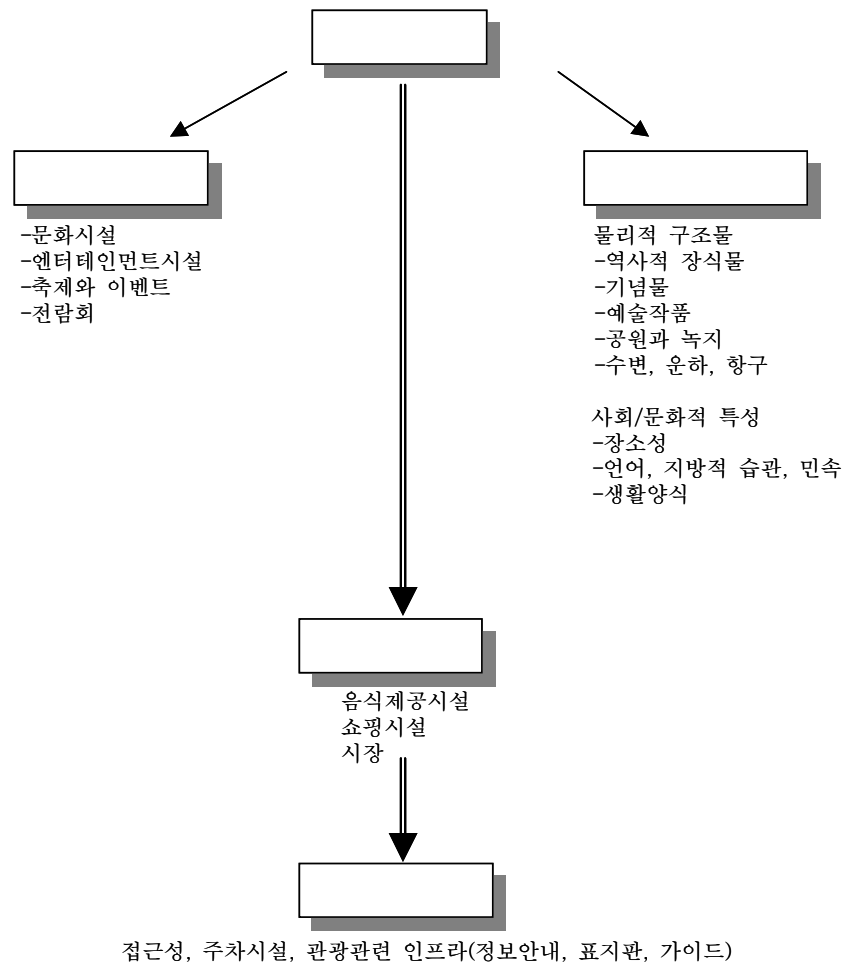 -문화시설
-엔터테인먼트시설
-축제와 이벤트
-전람회
물리적 구조물
-역사적 장식물
-기념물
-예술작품
-공원과 녹지
-수변, 운하, 항구
사회/문화적 특성
-장소성
-언어, 지방적 습관, 민속
-생활양식
음식제공시설
쇼핑시설
시장
접근성, 주차시설, 관광관련 인프라(정보안내, 표지판, 가이드)